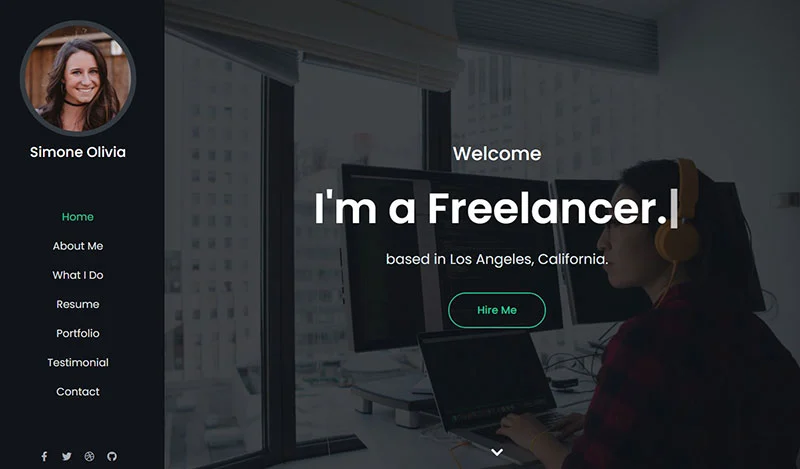 Simone Olivia
Home
About Me
What I Do
Resume
Portfolio
Testimonial
Contact
Welcome
I'm a Freelancer.
based in Los Angeles, California.
Hire Me